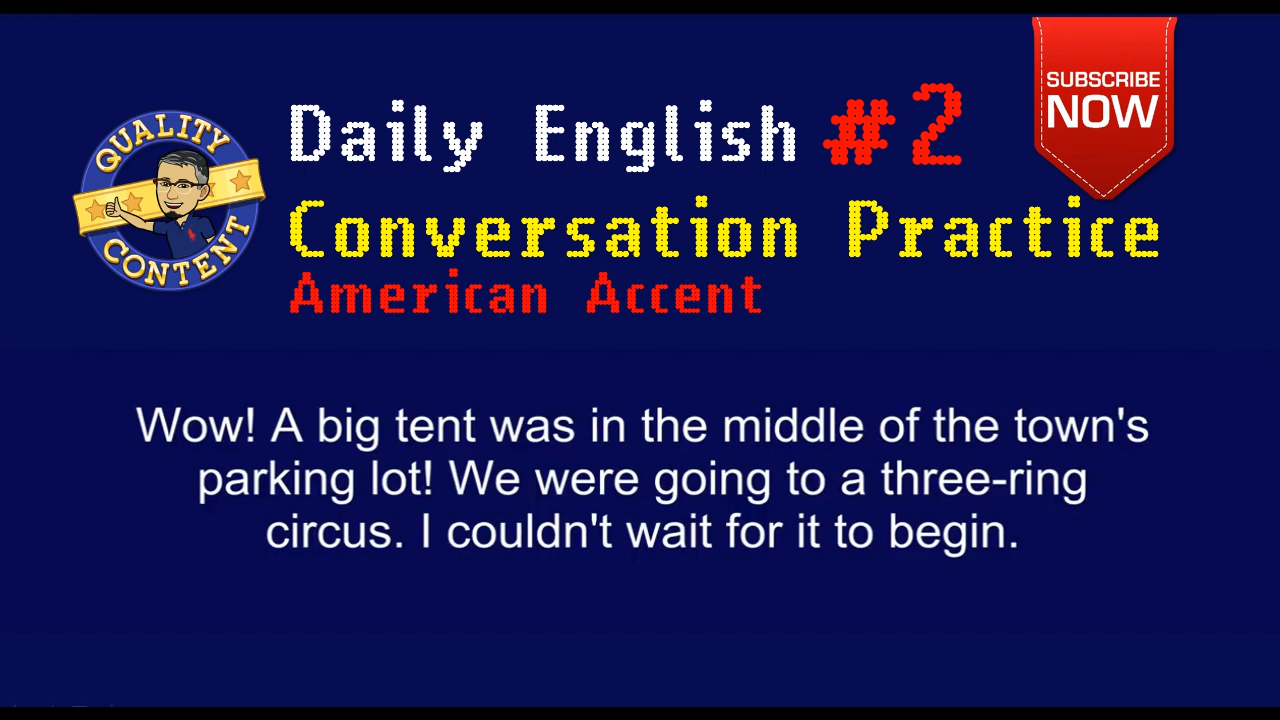 SUBSCRIBE
NOW
QUALITY
CONTENT
Daily English #2
Conversation Practice
American Accent
Wow! A big tent was in the middle of the town's
parking lot! We were going to a three-ring
circus. I couldn't wait for it to begin.